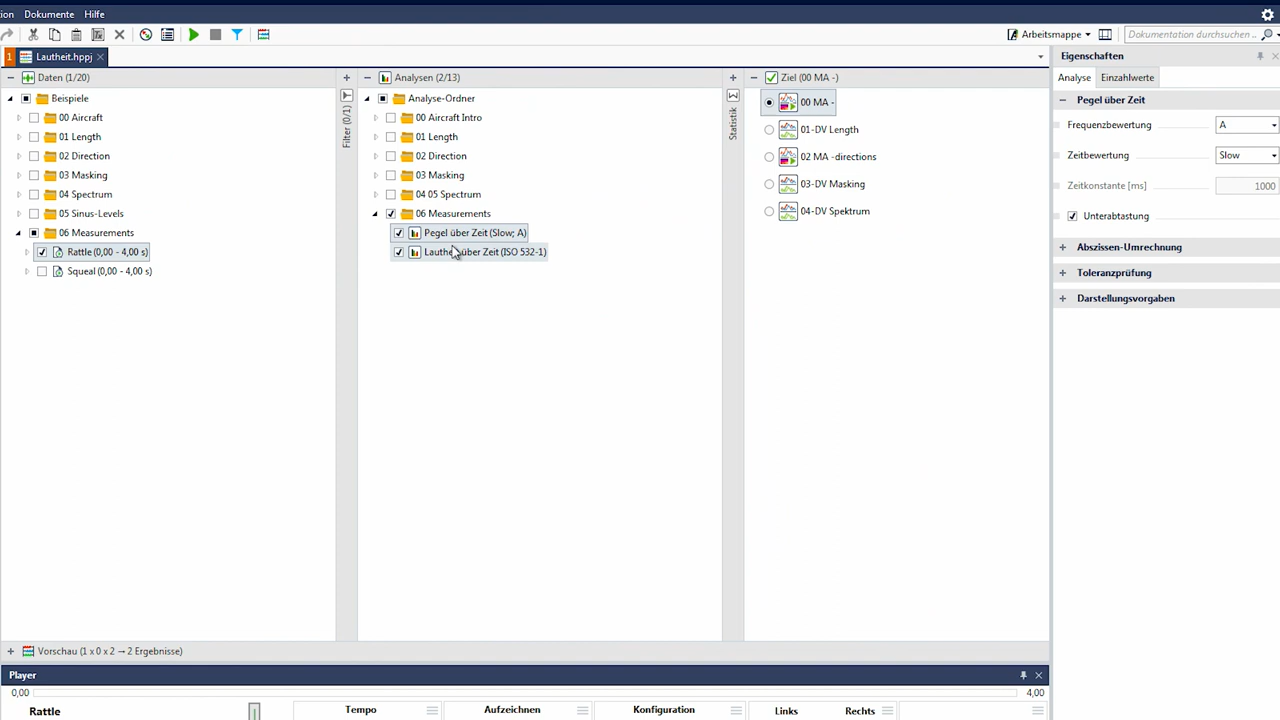 ion Dokumente Hilfe
Arbeitsmappe
Dokumentation durchsuchen ..
1 Lautheit.hppj
Eigenschaften
Daten (1/20)
Analysen (2/13)
Ziel (00 MA -)
Analyse Einzahlwerte
Beispiele
00 Aircraft
01 Length
02 Direction
03 Masking
04 Spectrum
05 Sinus-Levels
06 Measurements
Rattle (0,00 - 4,00 s)
Squeal (0,00 - 4,00 s)
Filter (0/1)
Analyse-Ordner
00 Aircraft Intro
01 Length
02 Direction
03 Masking
04 05 Spectrum
06 Measurements
Pegel über Zeit (Slow; A)
Lautheit über Zeit (ISO 532-1)
Statistik
00 MA -
01-DV Length
02 MA -directions
03-DV Masking
04-DV Spektrum
Pegel über Zeit
Frequenzbewertung A
Zeitbewertung Slow
Zeitkonstante [ms] 1000
Unterabtastung
Abszissen-Umrechnung
Toleranzprüfung
Darstellungsvorgaben
Vorschau (1 x 0 x 2 → 2 Ergebnisse)
Player
0,00 4,00
Rattle Tempo Aufzeichnen Konfiguration Links Rechts